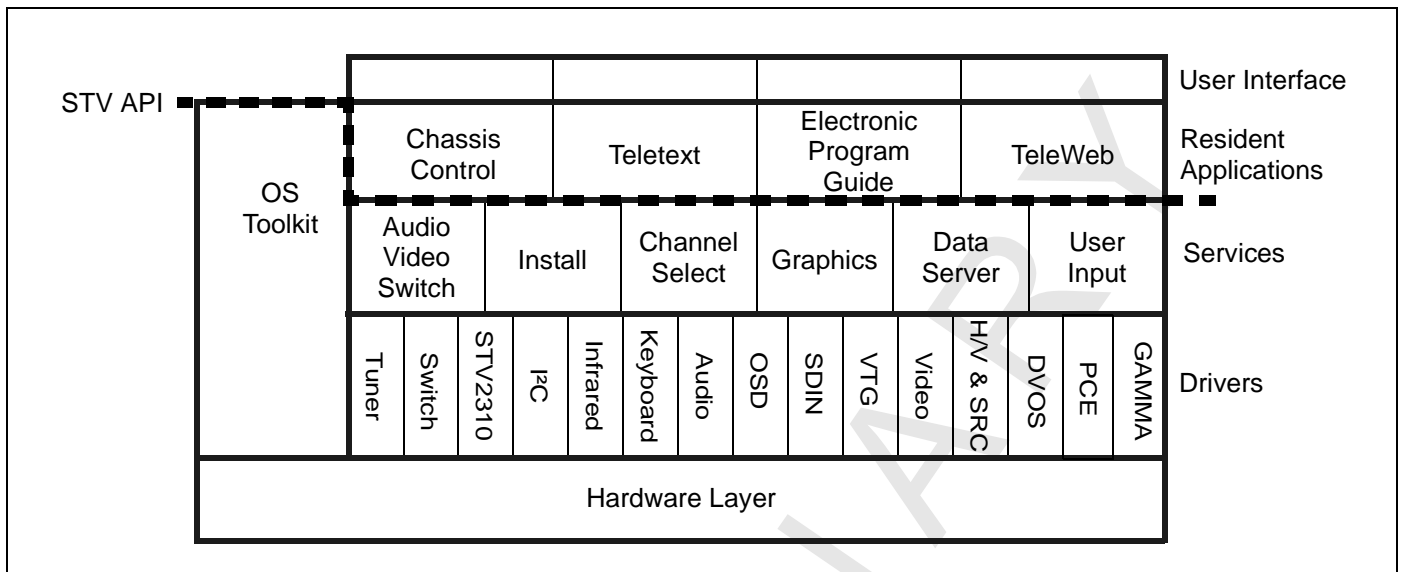 User Interface
STV API
Chassis
Control
Teletext
Electronic
Program
Guide
TeleWeb
Resident
Applications
OS
Toolkit
Audio
Video
Switch
Install
Channel
Select
Graphics
Data
Server
User
Input
Services
Tuner
Switch
STV2310
I²C
Infrared
Keyboard
Audio
OSD
SDIN
VTG
Video
H/V & SRC
DVOS
PCE
GAMMA
Drivers
Hardware Layer
IARY